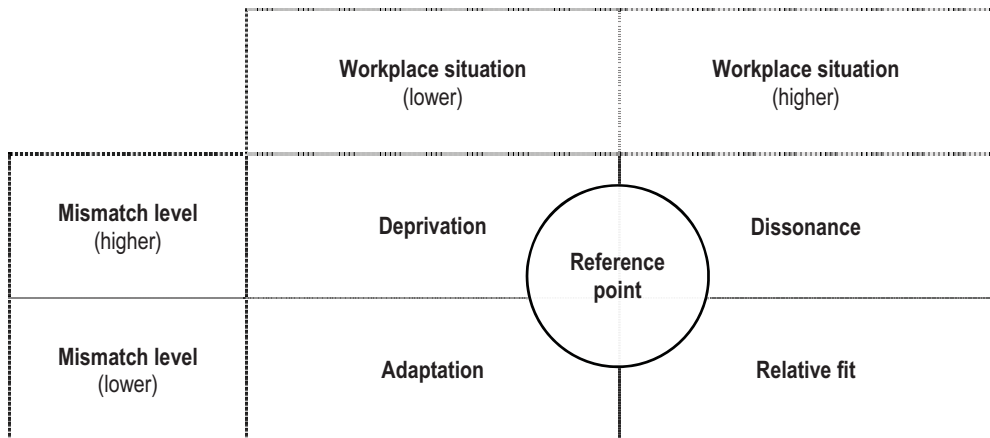 Workplace situation
(lower)
Workplace situation
(higher)
Mismatch level
(higher)
Deprivation
Dissonance
Reference
point
Mismatch level
(lower)
Adaptation
Relative fit